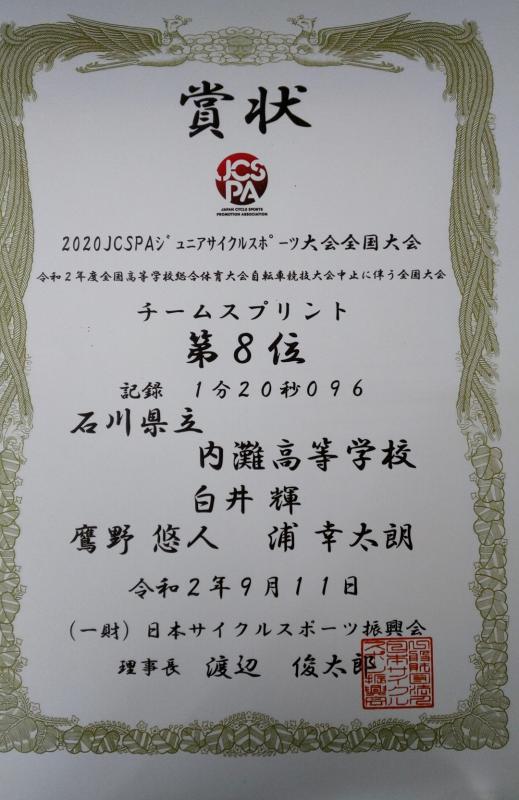 賞状
JCS
PA
JAPAN CYCLE SPORTS
PROMOTION ASSOCIATION
2020JCSPAｼﾞｭニアサイクルスﾎﾟｰツ大会全国大会
令和２年度全国高等学校総合体育大会自転車競技大会中止に伴う全国大会
チームスプリント
第８位
記録　１分２０秒０９６
石川県立
内灘高等学校
白井 輝
鷹野 悠人　浦 幸太朗
令和２年９月１１日
（一財）日本サイクルスポーツ振興会
理事長　渡辺　俊太郎